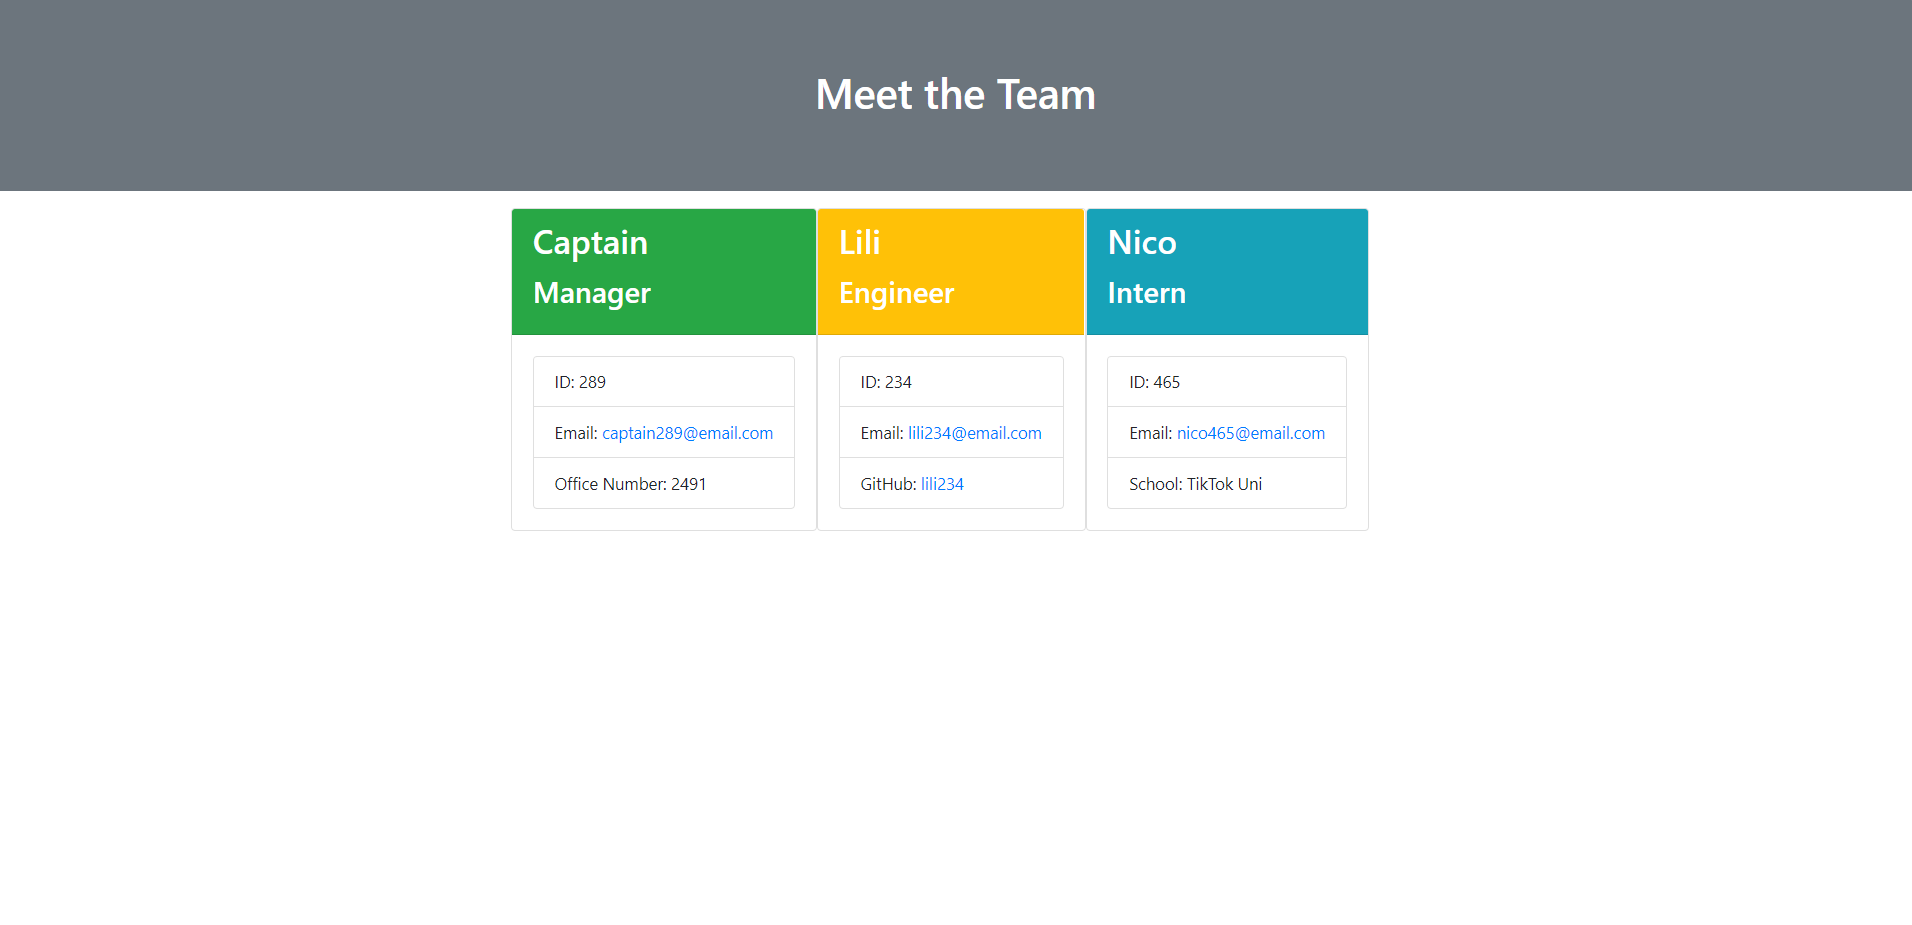 Meet the Team
Captain
Manager
ID: 289
Email: captain289@email.com
Office Number: 2491
Lili
Engineer
ID: 234
Email: lili234@email.com
GitHub: lili234
Nico
Intern
ID: 465
Email: nico465@email.com
School: TikTok Uni